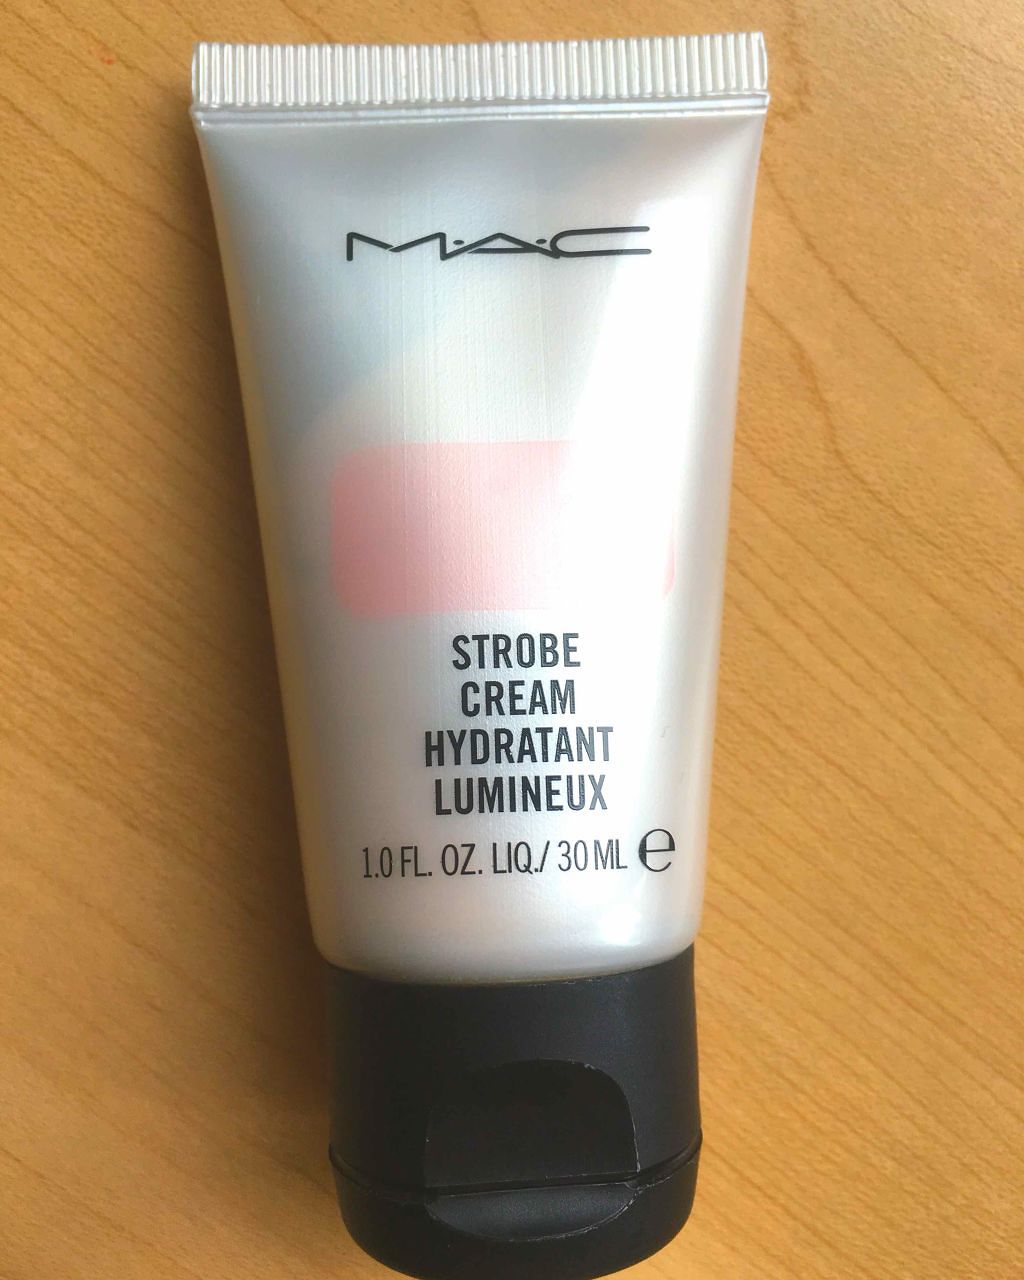 M·A·C
STROBE
CREAM
HYDRATANT
LUMINEUX
1.0 FL. OZ. LIQ./ 30 ML e